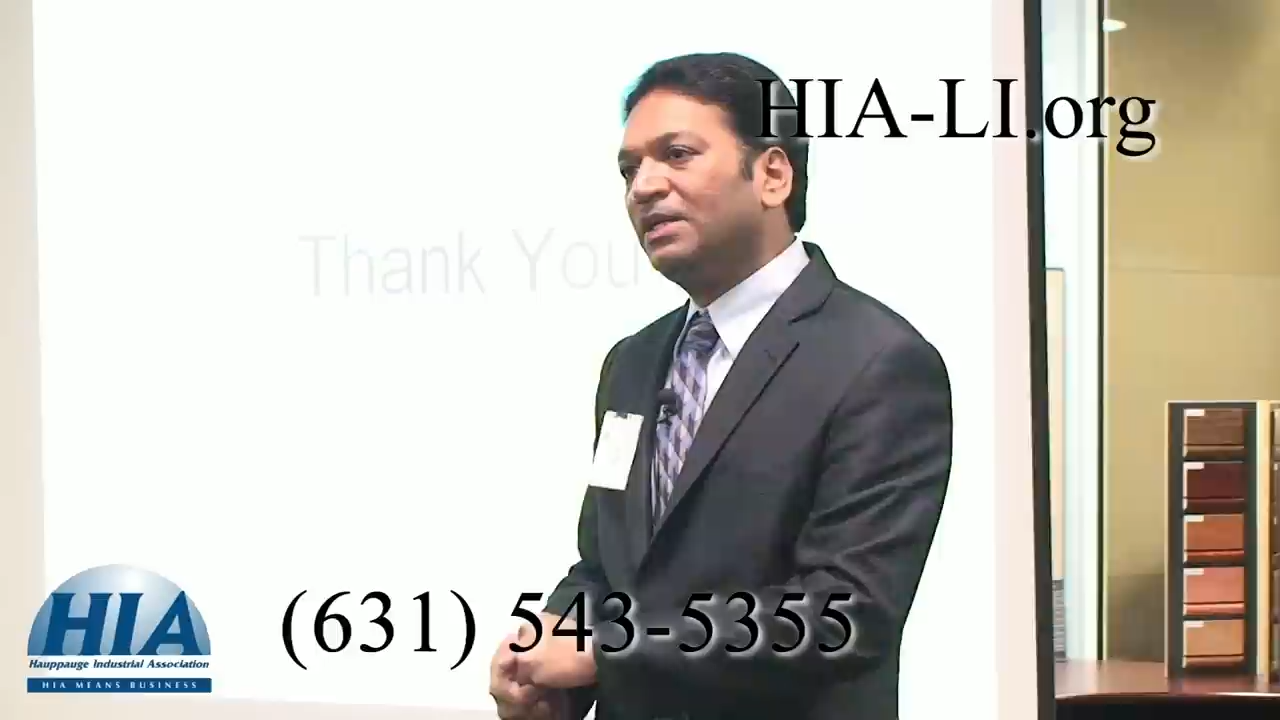 HIA-LI.org
Thank You
(631) 543-5355
HIA
Hauppauge Industrial Association
HIA MEANS BUSINESS